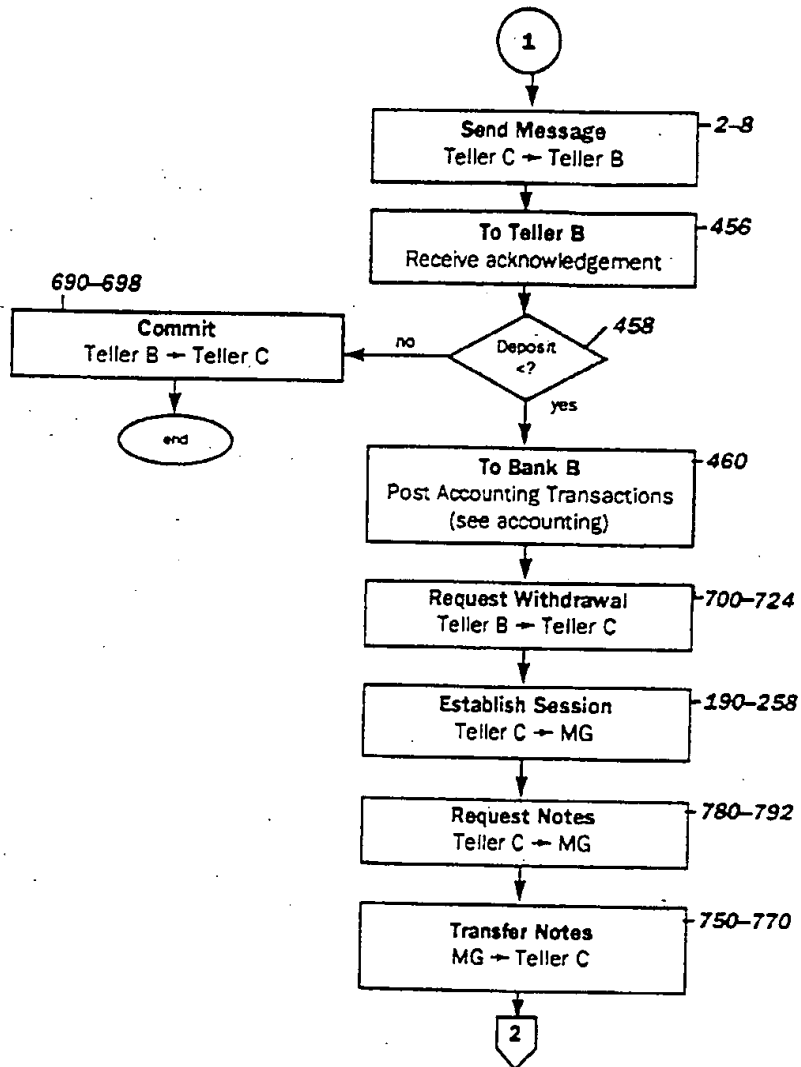 1
Send Message
Teller C → Teller B
2–8
To Teller B
Receive acknowledgement
456
690–698
Commit
Teller B → Teller C
end
no
Deposit
<?
458
yes
To Bank B
Post Accounting Transactions
(see accounting)
460
Request Withdrawal
Teller B → Teller C
700–724
Establish Session
Teller C → MG
190–258
Request Notes
Teller C → MG
780–792
Transfer Notes
MG → Teller C
750–770
2